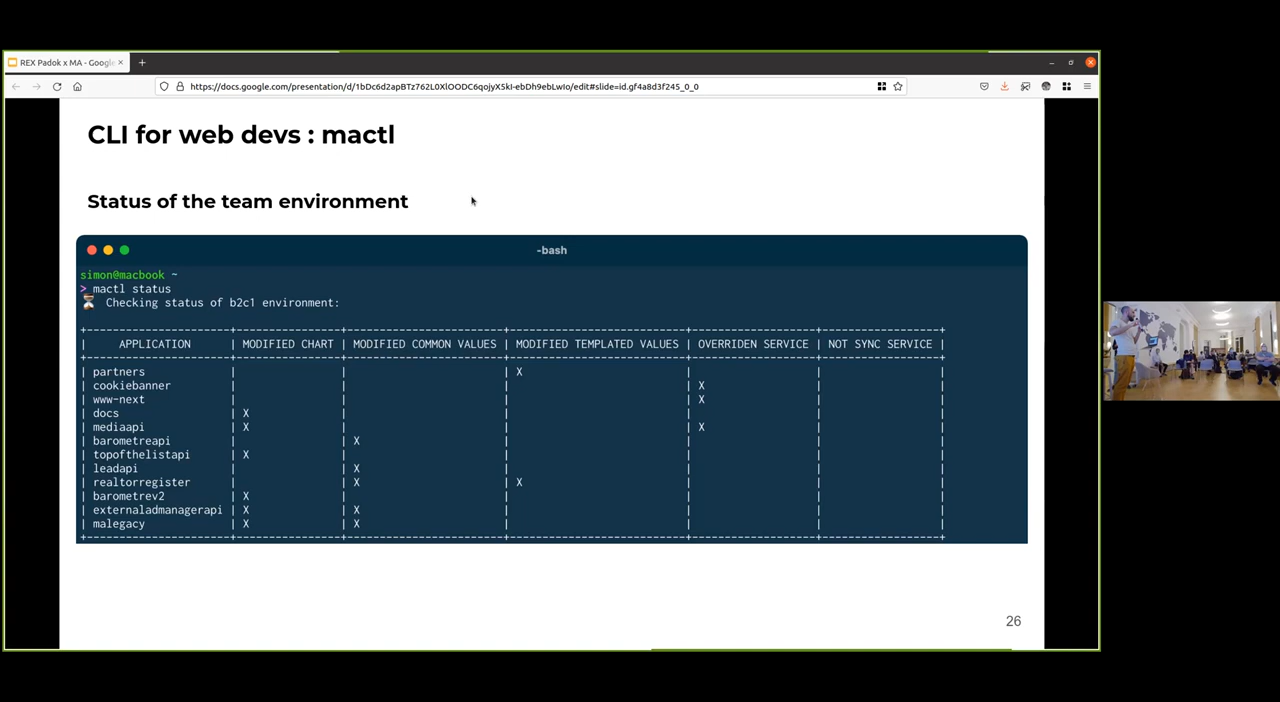 REX Padok x MA - Google
https://docs.google.com/presentation/d/1bDc6d2apBTz762L0XlOODC6qojyX5kI-ebDh9ebLwIo/edit#slide=id.gf4a8d3f245_0_0
CLI for web devs : mactl
Status of the team environment
-bash
simon@macbook ~
> mactl status
Checking status of b2c1 environment:
+----------------------+-----------------+------------------------+---------------------------+-------------------+------------------+
| APPLICATION | MODIFIED CHART | MODIFIED COMMON VALUES | MODIFIED TEMPLATED VALUES | OVERRIDEN SERVICE | NOT SYNC SERVICE |
+----------------------+-----------------+------------------------+---------------------------+-------------------+------------------+
| partners | | | X | | |
| cookiebanner | | | | X | |
| www-next | | | | X | |
| docs | X | | | | |
| mediaapi | X | | | X | |
| barometreapi | | X | | | |
| topofthelistapi | X | | | | |
| leadapi | | X | | | |
| realtorregister | | X | X | | |
| barometrev2 | X | | | | |
| externaladmanagerapi | X | X | | | |
| malegacy | X | X | | | |
+----------------------+-----------------+------------------------+---------------------------+-------------------+------------------+
26